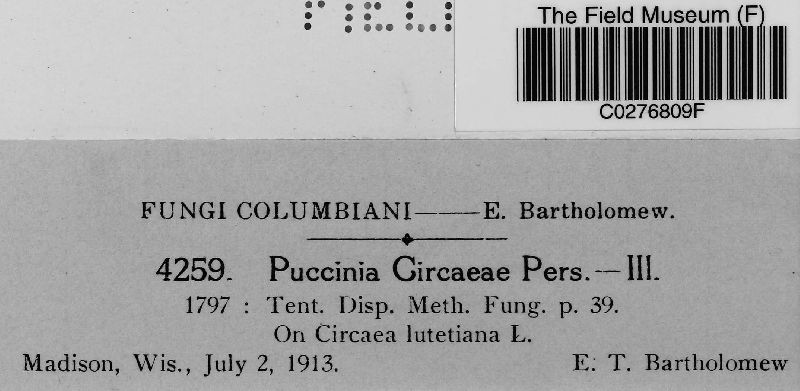 FIELD
The Field Museum (F)
C0276809F
FUNGI COLUMBIANI——E. Bartholomew.
4259. Puccinia Circaeae Pers.—III.
1797 : Tent. Disp. Meth. Fung. p. 39.
On Circaea lutetiana L.
Madison, Wis., July 2, 1913. E. T. Bartholomew